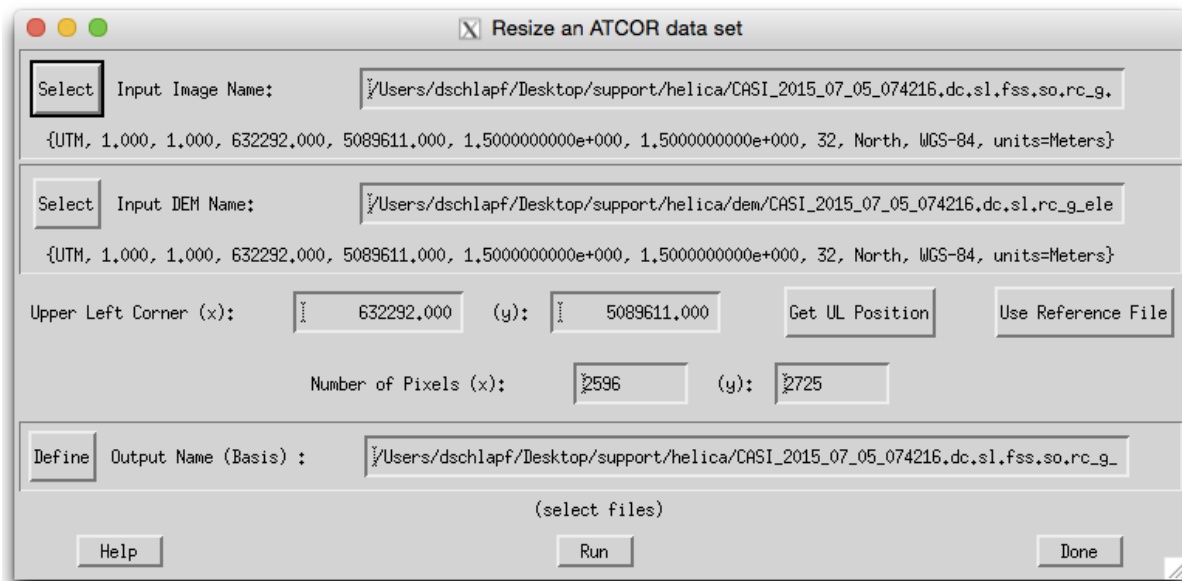 Resize an ATCOR data set
Select Input Image Name: /Users/dschlapf/Desktop/support/helica/CASI_2015_07_05_074216.dc.sl.fss.so.rc_g.
{UTM, 1.000, 1.000, 632292.000, 5089611.000, 1.5000000000e+000, 1.5000000000e+000, 32, North, WGS-84, units=Meters}
Select Input DEM Name: /Users/dschlapf/Desktop/support/helica/dem/CASI_2015_07_05_074216.dc.sl.rc_g_ele
{UTM, 1.000, 1.000, 632292.000, 5089611.000, 1.5000000000e+000, 1.5000000000e+000, 32, North, WGS-84, units=Meters}
Upper Left Corner (x): 632292.000 (y): 5089611.000 Get UL Position Use Reference File
Number of Pixels (x): 2596 (y): 2725
Define Output Name (Basis) : /Users/dschlapf/Desktop/support/helica/CASI_2015_07_05_074216.dc.sl.fss.so.rc_g_
(select files)
Help Run Done